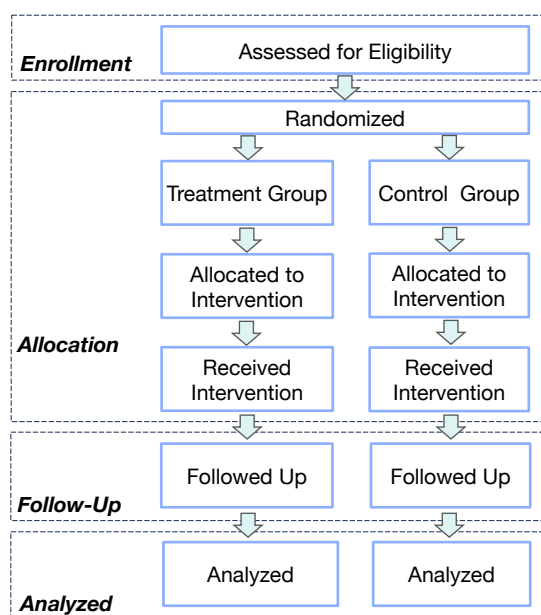 Assessed for Eligibility
Enrollment
Randomized
Treatment Group
Control Group
Allocated to
Intervention
Allocated to
Intervention
Allocation
Received
Intervention
Received
Intervention
Followed Up
Followed Up
Follow-Up
Analyzed
Analyzed
Analyzed